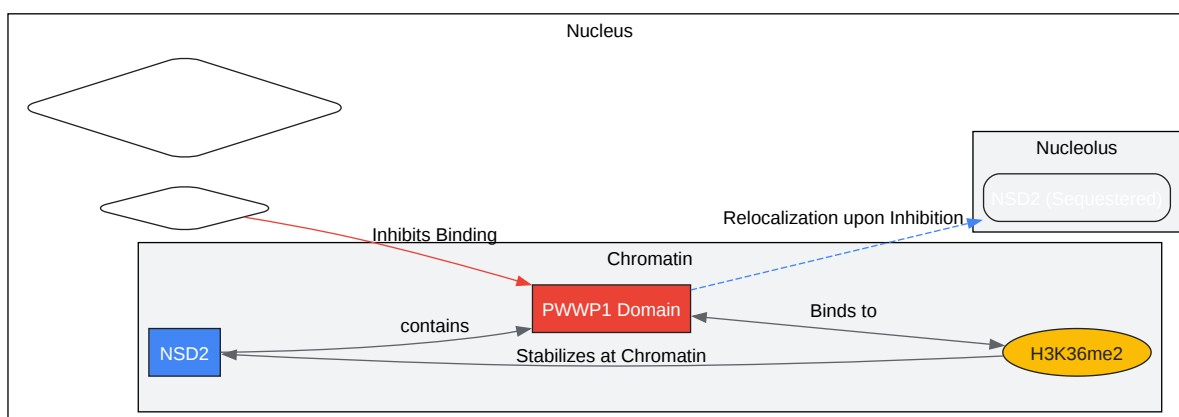 Nucleus
Nucleolus
NSD2 (Sequestered)
Relocalization upon Inhibition
Inhibits Binding
Chromatin
PWWP1 Domain
Binds to
contains
NSD2
Stabilizes at Chromatin
H3K36me2